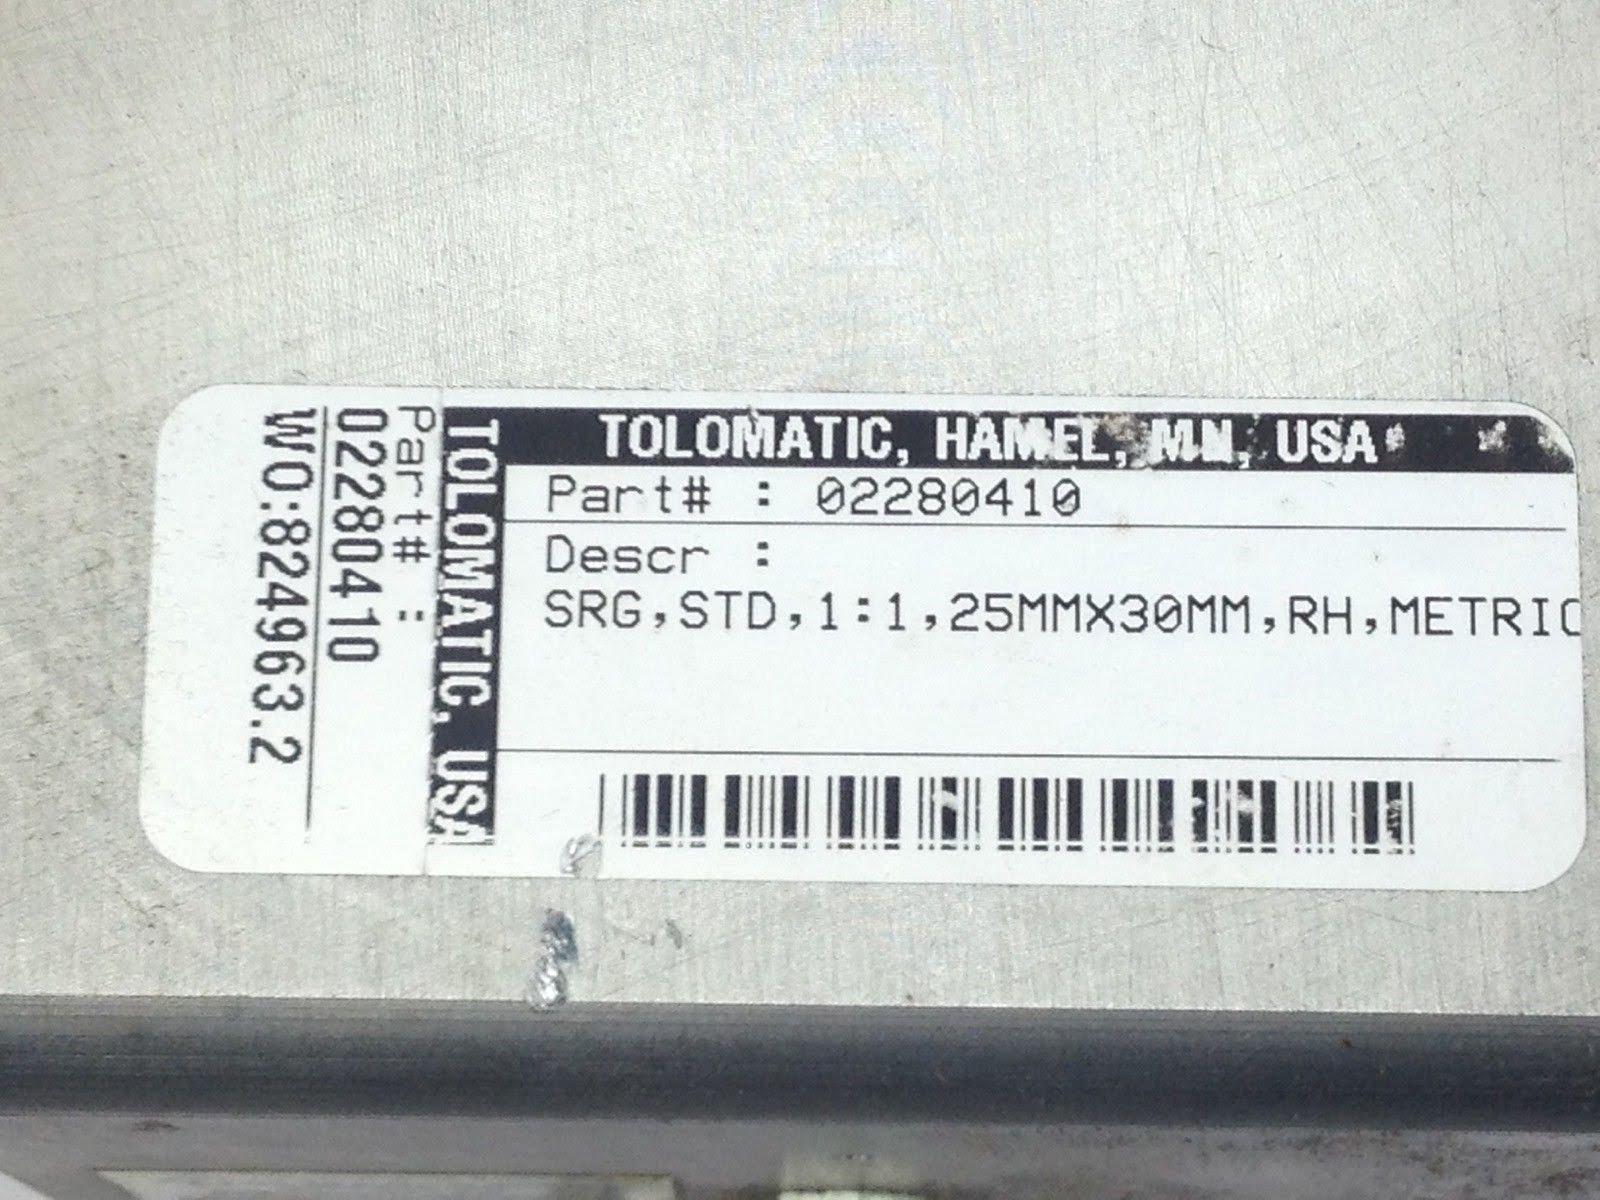 TOLOMATIC, HAMEL, MN, USA
Part# : 02280410
Descr :
SRG,STD,1:1,25MMX30MM,RH,METRIC
TOLOMATIC, USA
Part# :
02280410
WO:824963.2